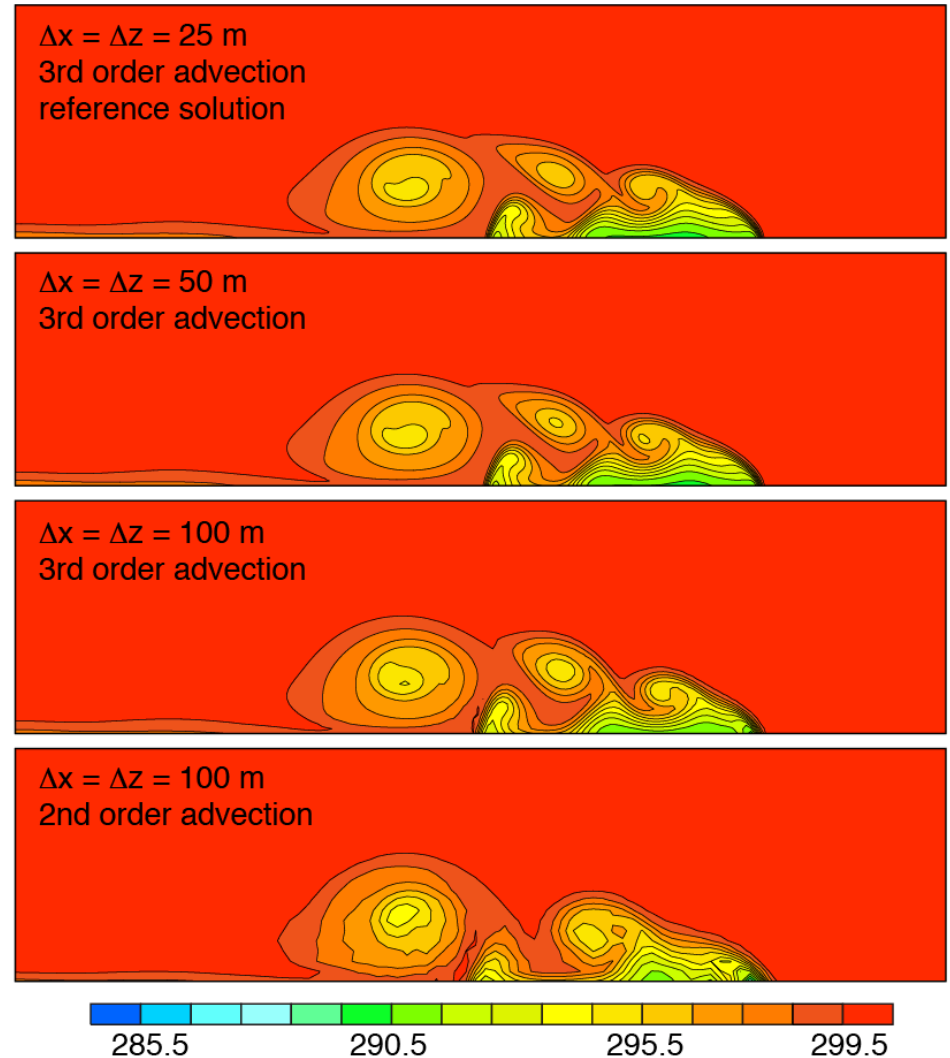 Δx = Δz = 25 m
3rd order advection
reference solution
Δx = Δz = 50 m
3rd order advection
Δx = Δz = 100 m
3rd order advection
Δx = Δz = 100 m
2nd order advection
285.5 290.5 295.5 299.5